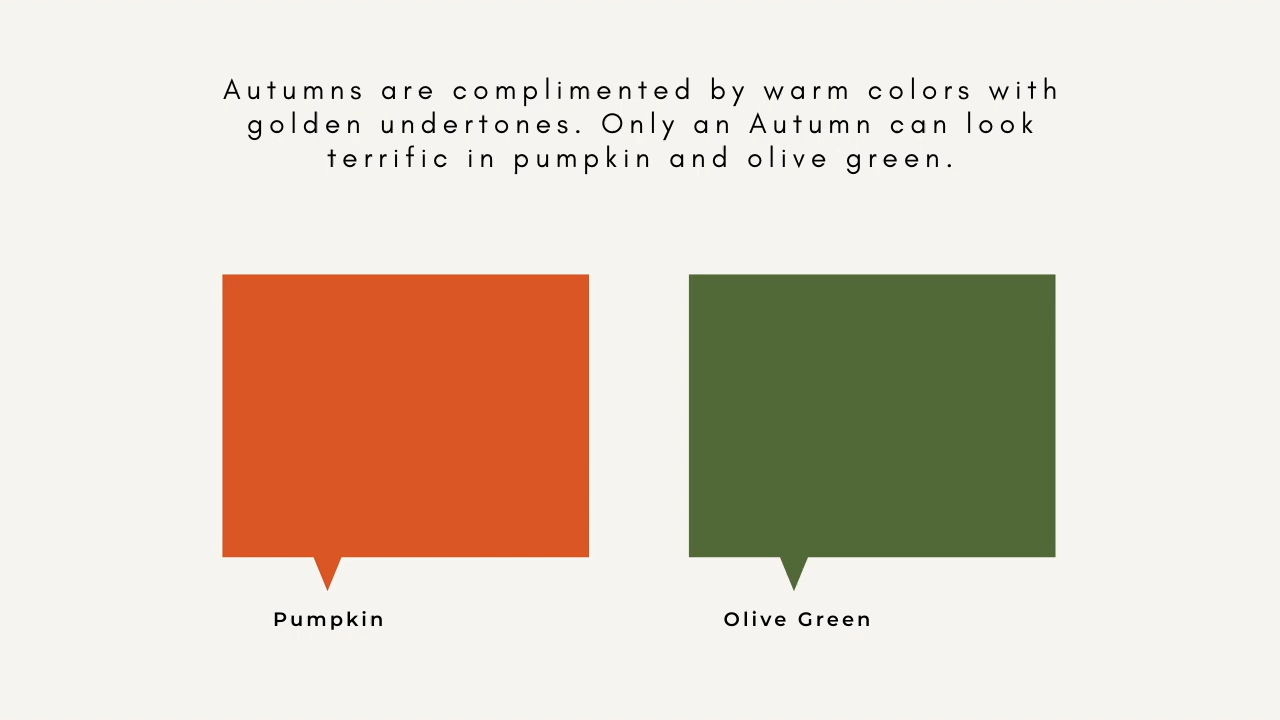 Autumns are complimented by warm colors with
golden undertones. Only an Autumn can look
terrific in pumpkin and olive green.
Pumpkin
Olive Green